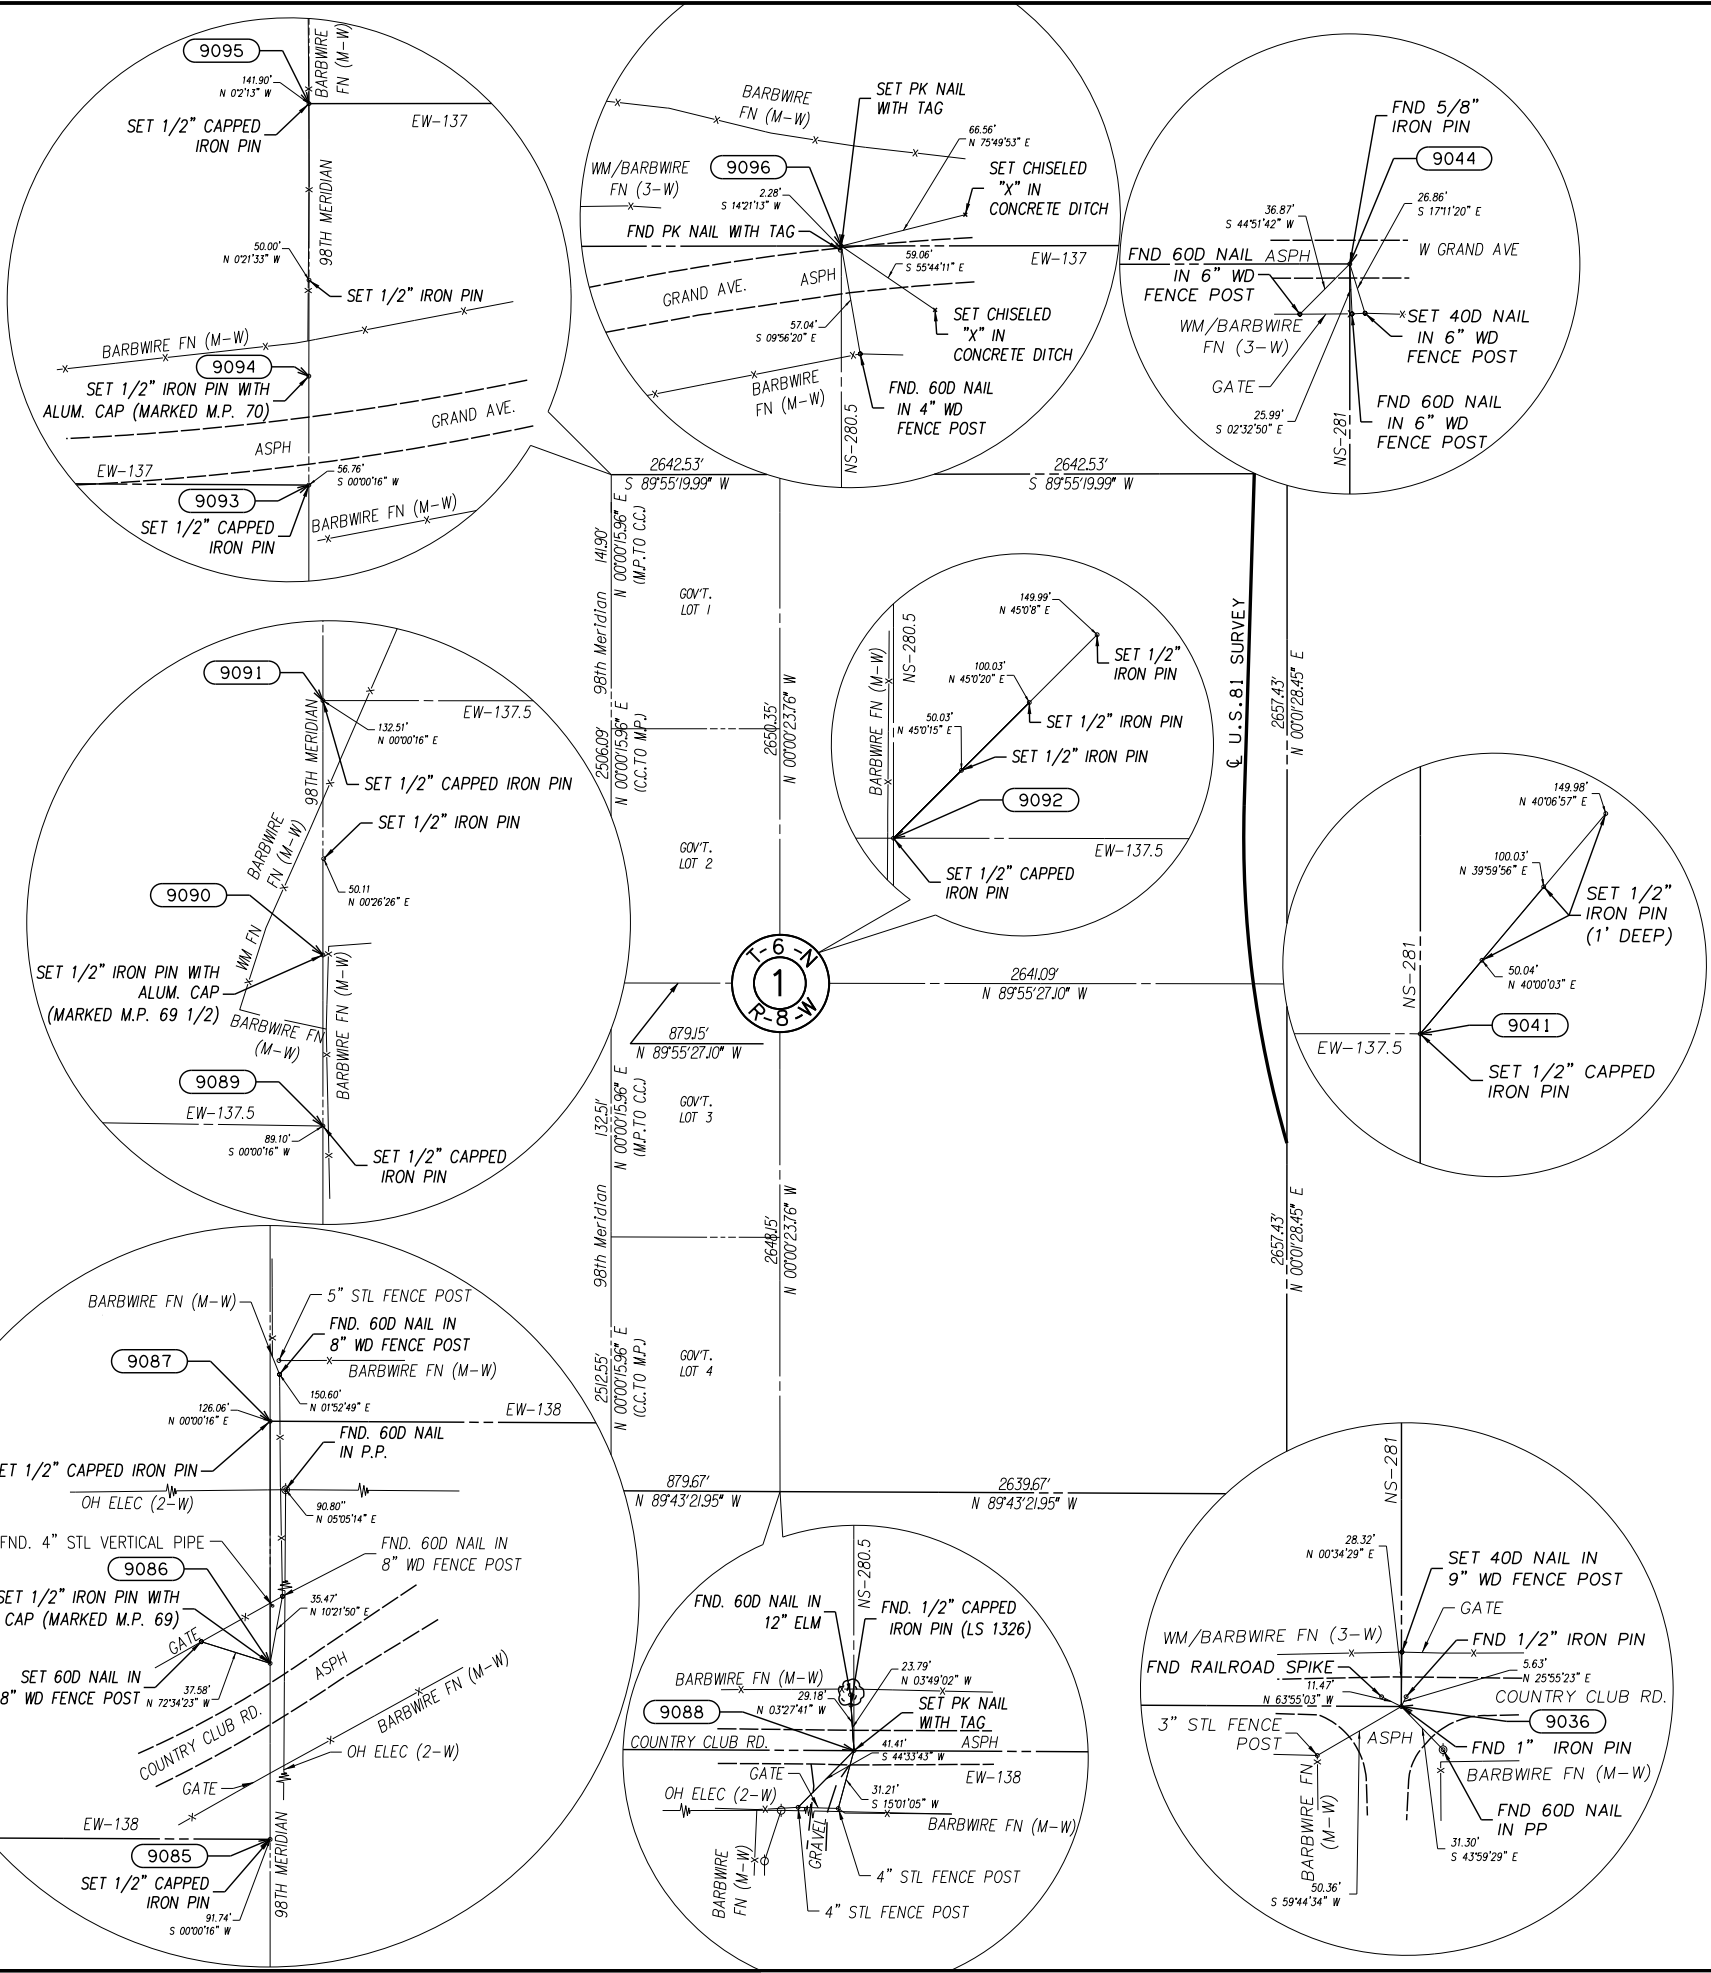 9095
141.90'
N 0°2'13" W
SET 1/2" CAPPED
IRON PIN
BARBWIRE
FN (M-W)
EW-137
98TH MERIDIAN
50.00'
N 0°21'33" W
SET 1/2" IRON PIN
BARBWIRE FN (M-W)
9094
SET 1/2" IRON PIN WITH
ALUM. CAP (MARKED M.P. 70)
GRAND AVE.
ASPH
EW-137
56.76'
S 00°00'16" W
9093
SET 1/2" CAPPED
IRON PIN
BARBWIRE FN (M-W)
BARBWIRE
FN (M-W)
SET PK NAIL
WITH TAG
66.56'
N 75°49'53" E
WM/BARBWIRE
FN (3-W)
9096
2.28'
S 14°21'13" W
SET CHISELED
"X" IN
CONCRETE DITCH
FND PK NAIL WITH TAG
59.06'
S 55°44'11" E
EW-137
GRAND AVE.
ASPH
57.04'
S 09°56'20" E
SET CHISELED
"X" IN
CONCRETE DITCH
BARBWIRE
FN (M-W)
FND. 60D NAIL
IN 4" WD
FENCE POST
NS-280.5
FND 5/8"
IRON PIN
9044
26.86'
S 17°11'20" E
36.87'
S 44°51'42" W
W GRAND AVE
FND 60D NAIL
IN 6" WD
FENCE POST
ASPH
WM/BARBWIRE
FN (3-W)
SET 40D NAIL
IN 6" WD
FENCE POST
GATE
25.99'
S 02°32'50" E
FND 60D NAIL
IN 6" WD
FENCE POST
NS-281
2642.53'
S 89°55'19.99" W
2642.53'
S 89°55'19.99" W
141.90'
N 00°00'15.96" E
(M.P. TO C.C.)
98th Meridian
GOV'T.
LOT 1
2506.09'
N 00°00'15.96" E
(C.C. TO M.P.)
2650.35'
N 00°00'23.76" W
GOV'T.
LOT 2
℄ U.S.81 SURVEY
2657.43'
N 00°01'28.45" E
NS-280.5
BARBWIRE FN (M-W)
149.99'
N 45°0'8" E
SET 1/2"
IRON PIN
100.03'
N 45°0'20" E
SET 1/2" IRON PIN
50.03'
N 45°0'15" E
SET 1/2" IRON PIN
9092
EW-137.5
SET 1/2" CAPPED
IRON PIN
9091
EW-137.5
132.51'
N 00°00'16" E
98TH MERIDIAN
SET 1/2" CAPPED IRON PIN
SET 1/2" IRON PIN
BARBWIRE
FN (M-W)
50.11
N 00°26'26" E
9090
WM FN
SET 1/2" IRON PIN WITH
ALUM. CAP
(MARKED M.P. 69 1/2)
BARBWIRE FN
(M-W)
BARBWIRE FN (M-W)
9089
EW-137.5
89.10'
S 00°00'16" W
SET 1/2" CAPPED
IRON PIN
T-6-N
1
R-8-W
2641.09'
N 89°55'27.10" W
879.15'
N 89°55'27.10" W
149.98'
N 40°06'57" E
100.03'
N 39°59'56" E
SET 1/2"
IRON PIN
(1' DEEP)
NS-281
50.04'
N 40°00'03" E
9041
EW-137.5
SET 1/2" CAPPED
IRON PIN
132.51'
N 00°00'15.96" E
(M.P. TO C.C.)
GOV'T.
LOT 3
98th Meridian
2648.15'
N 00°00'23.76" W
2657.43'
N 00°01'28.45" E
2512.55'
N 00°00'15.96" E
(C.C. TO M.P.)
GOV'T.
LOT 4
879.67'
N 89°43'21.95" W
2639.67'
N 89°43'21.95" W
BARBWIRE FN (M-W)
5" STL FENCE POST
FND. 60D NAIL IN
8" WD FENCE POST
9087
BARBWIRE FN (M-W)
150.60'
N 01°52'49" E
126.06'
N 00°00'16" E
EW-138
FND. 60D NAIL
IN P.P.
ET 1/2" CAPPED IRON PIN
OH ELEC (2-W)
90.80"
N 05°05'14" E
FND. 4" STL VERTICAL PIPE
FND. 60D NAIL IN
8" WD FENCE POST
9086
SET 1/2" IRON PIN WITH
CAP (MARKED M.P. 69)
35.47'
N 10°21'50" E
GATE
ASPH
SET 60D NAIL IN
8" WD FENCE POST
37.58'
N 72°34'23" W
BARBWIRE FN (M-W)
COUNTRY CLUB RD.
OH ELEC (2-W)
GATE
EW-138
9085
SET 1/2" CAPPED
IRON PIN
91.74'
S 00°00'16" W
98TH MERIDIAN
NS-280.5
FND. 60D NAIL IN
12" ELM
FND. 1/2" CAPPED
IRON PIN (LS 1326)
BARBWIRE FN (M-W)
23.79'
N 03°49'02" W
29.18'
N 03°27'41" W
9088
SET PK NAIL
WITH TAG
COUNTRY CLUB RD.
41.41'
S 44°33'43" W
ASPH
GATE
EW-138
OH ELEC (2-W)
31.21'
S 15°01'05" W
BARBWIRE FN (M-W)
GRAVEL
BARBWIRE
FN (M-W)
4" STL FENCE POST
4" STL FENCE POST
NS-281
28.32'
N 00°34'29" E
SET 40D NAIL IN
9" WD FENCE POST
GATE
WM/BARBWIRE FN (3-W)
FND 1/2" IRON PIN
FND RAILROAD SPIKE
5.63'
N 25°55'23" E
11.47'
N 63°55'03" W
COUNTRY CLUB RD.
9036
3" STL FENCE
POST
ASPH
FND 1" IRON PIN
BARBWIRE FN (M-W)
BARBWIRE FN
(M-W)
FND 60D NAIL
IN PP
31.30'
S 43°59'29" E
50.36'
S 59°44'34" W